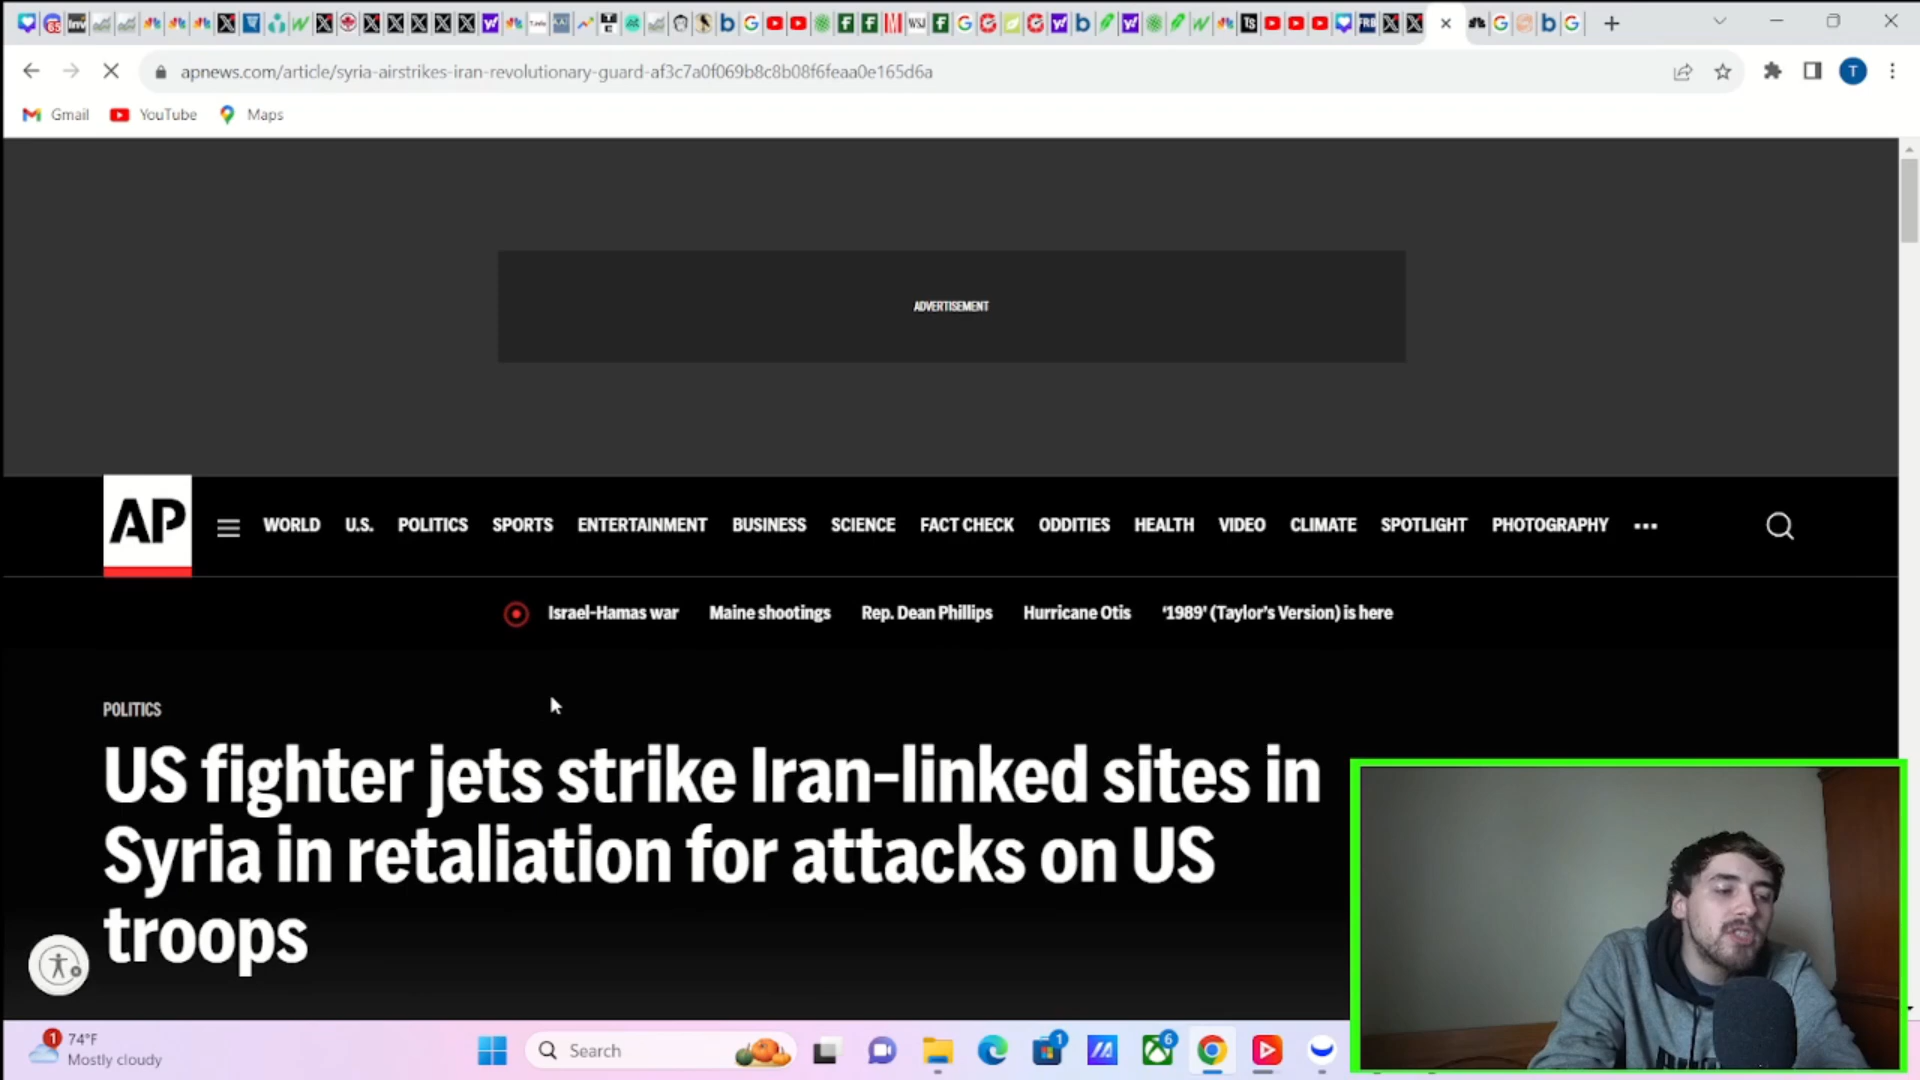 apnews.com/article/syria-airstrikes-iran-revolutionary-guard-af3c7a0f069b8c8b08f6feaa0e165d6a
T
Gmail YouTube Maps
ADVERTISEMENT
AP WORLD U.S. POLITICS SPORTS ENTERTAINMENT BUSINESS SCIENCE FACT CHECK ODDITIES HEALTH VIDEO CLIMATE SPOTLIGHT PHOTOGRAPHY
Israel-Hamas war Maine shootings Rep. Dean Phillips Hurricane Otis ‘1989’ (Taylor’s Version) is here
POLITICS
US fighter jets strike Iran-linked sites in
Syria in retaliation for attacks on US
troops
1 74°F
Mostly cloudy
Search
1
6